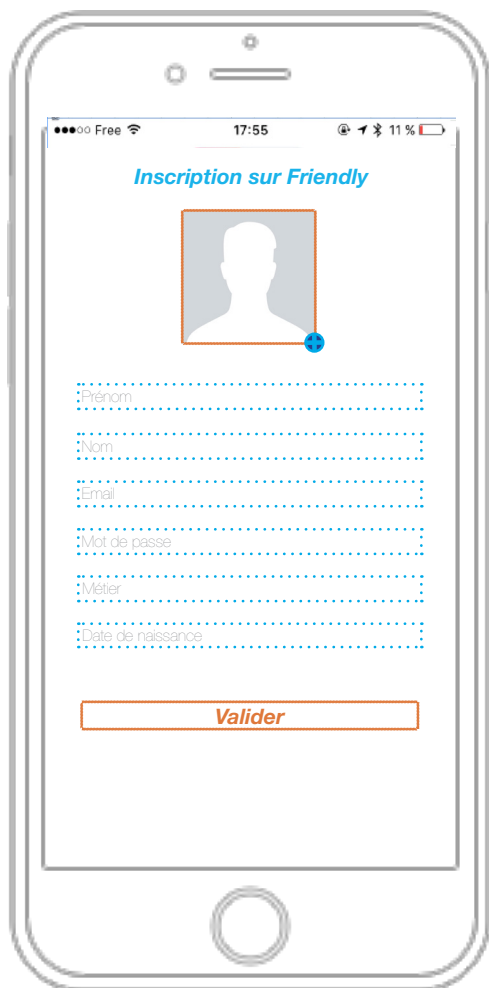 ●●●○○ Free 17:55 11 %
Inscription sur Friendly
Prénom
Nom
Email
Mot de passe
Métier
Date de naissance
Valider